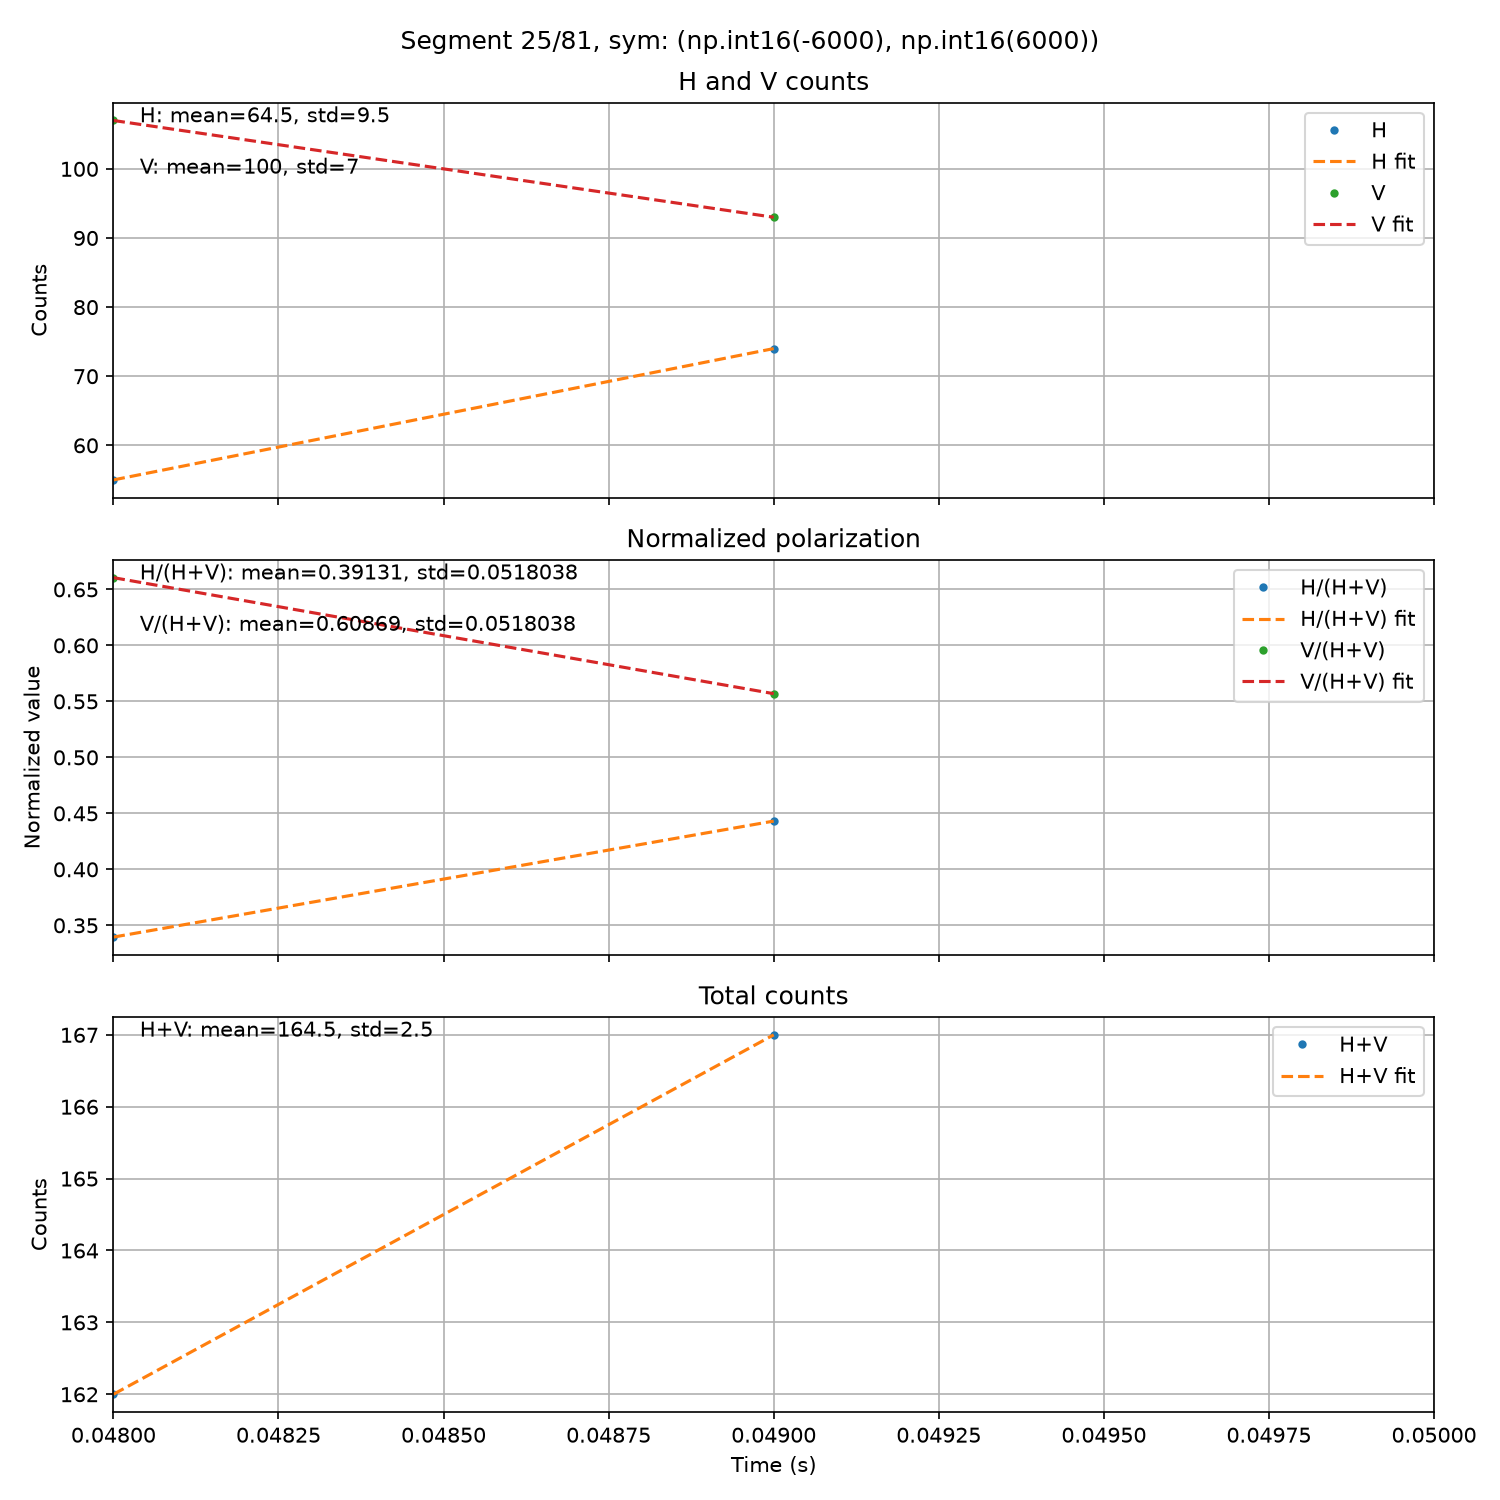 Segment 25/81, sym: (np.int16(-6000), np.int16(6000))
H and V counts
H: mean=64.5, std=9.5
V: mean=100, std=7
H
H fit
V
V fit
100
90
80
70
60
Counts
Normalized polarization
H/(H+V): mean=0.39131, std=0.0518038
V/(H+V): mean=0.60869, std=0.0518038
H/(H+V)
H/(H+V) fit
V/(H+V)
V/(H+V) fit
0.65
0.60
0.55
0.50
0.45
0.40
0.35
Normalized value
Total counts
H+V: mean=164.5, std=2.5
H+V
H+V fit
167
166
165
164
163
162
Counts
0.04800 0.04825 0.04850 0.04875 0.04900 0.04925 0.04950 0.04975 0.05000
Time (s)